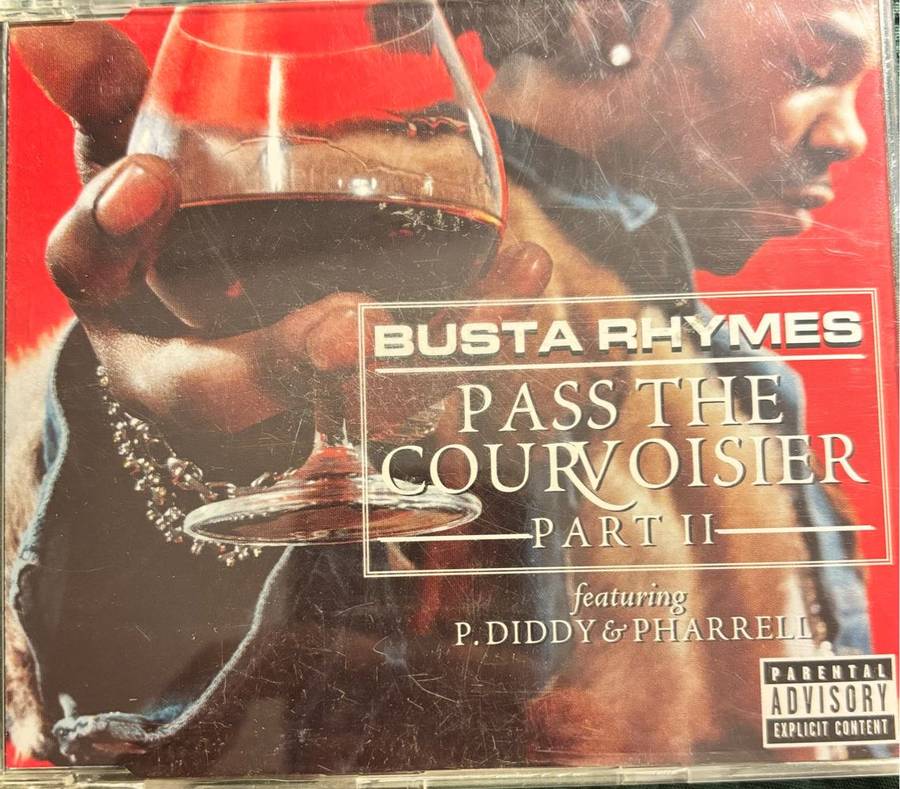 BUSTA RHYMES
PASS THE
COURVOISIER
PART II
featuring
P. DIDDY & PHARRELL
PARENTAL
ADVISORY
EXPLICIT CONTENT